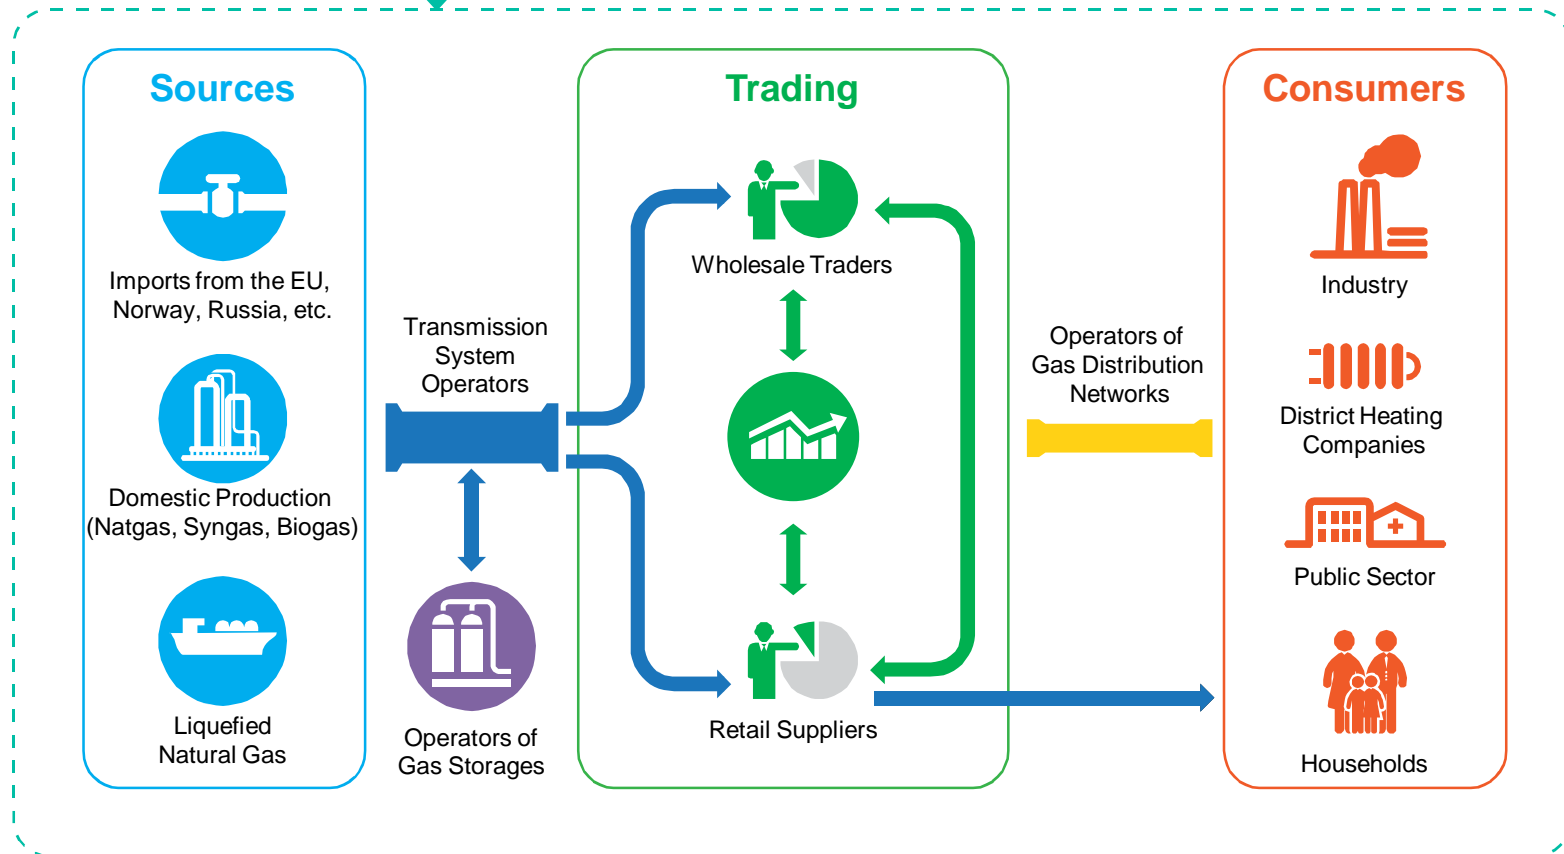 Sources
Imports from the EU,
Norway, Russia, etc.
Domestic Production
(Natgas, Syngas, Biogas)
Liquefied
Natural Gas
Transmission
System
Operators
Operators of
Gas Storages
Trading
Wholesale Traders
Retail Suppliers
Operators of
Gas Distribution
Networks
Consumers
Industry
District Heating
Companies
Public Sector
Households